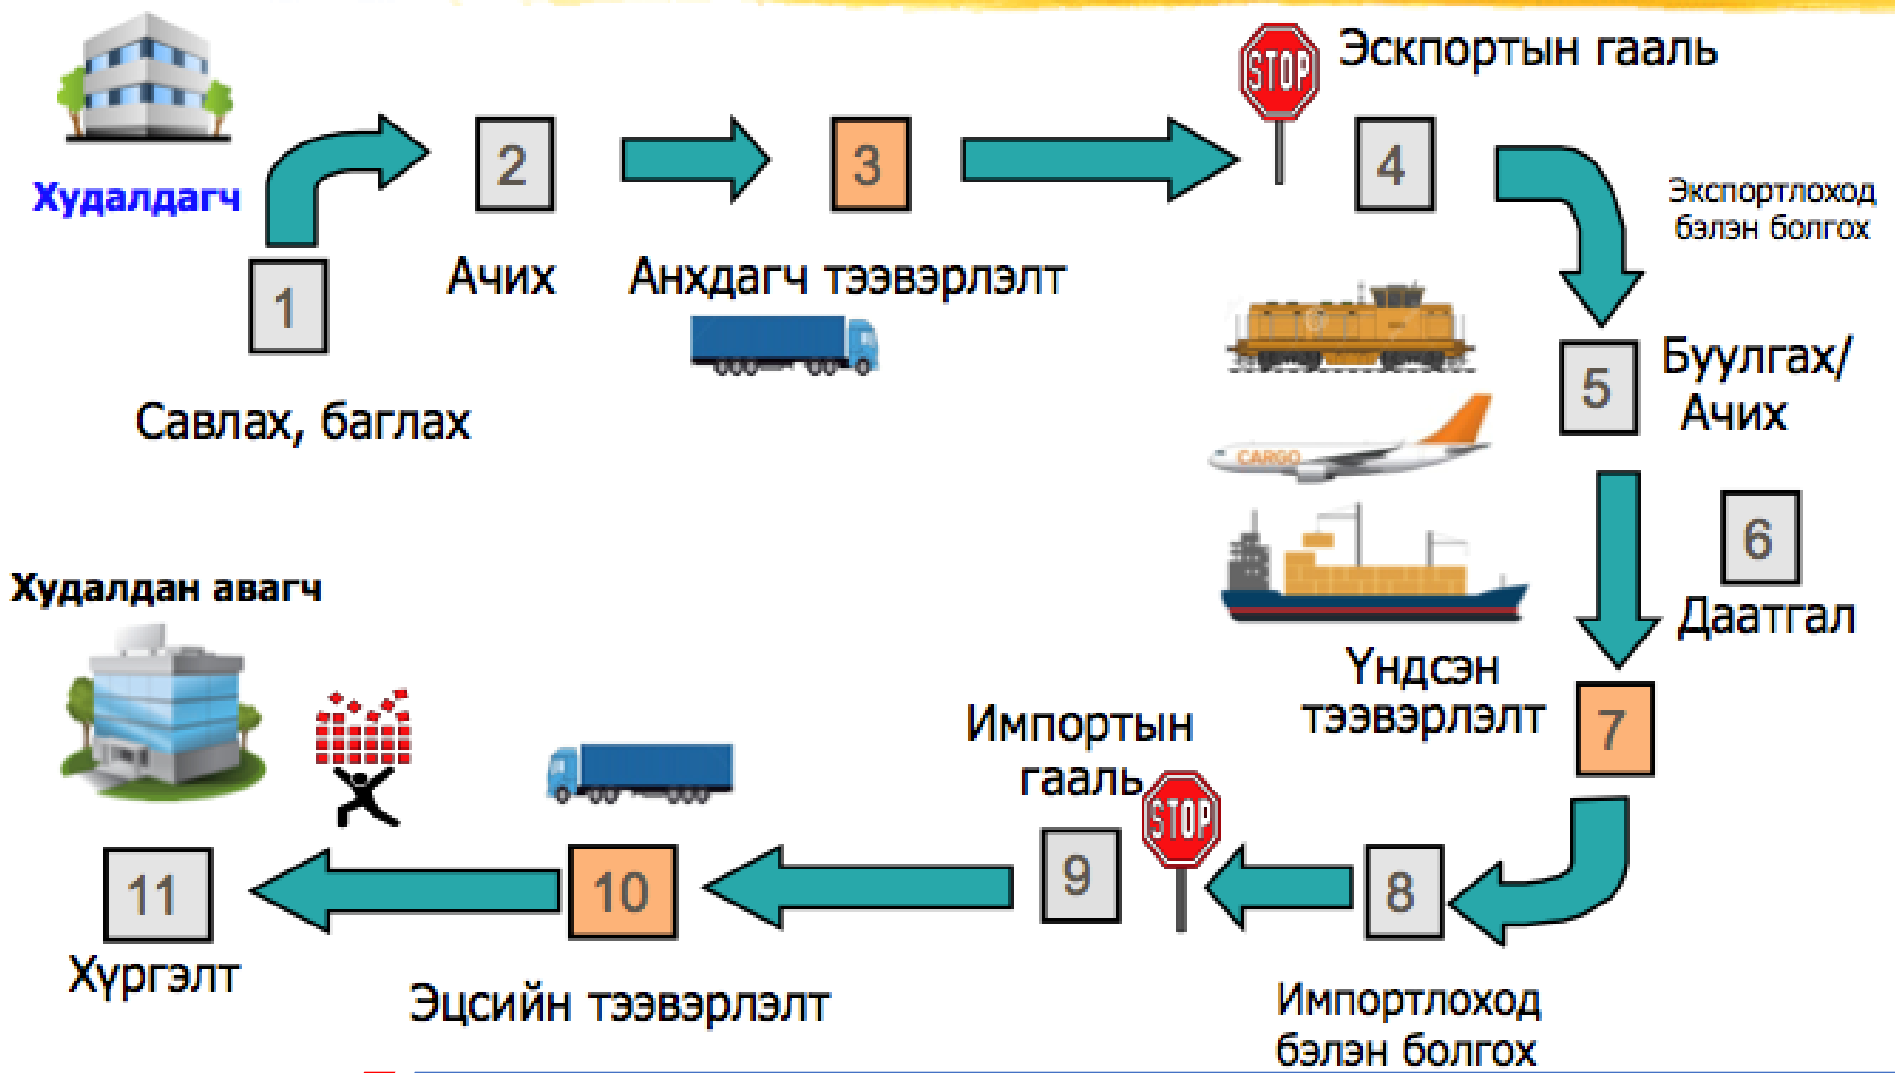 Худалдагч
1
Савлах, баглах
2
Ачих
3
Анхдагч тээвэрлэлт
STOP
Эскпортын гааль
4
Экспортлоход
бэлэн болгох
5
Буулгах/
Ачих
CARGO
6
Даатгал
Үндсэн
тээвэрлэлт
7
8
Импортлоход
бэлэн болгох
Импортын
гааль
STOP
9
10
Эцсийн тээвэрлэлт
11
Хүргэлт
Худалдан авагч